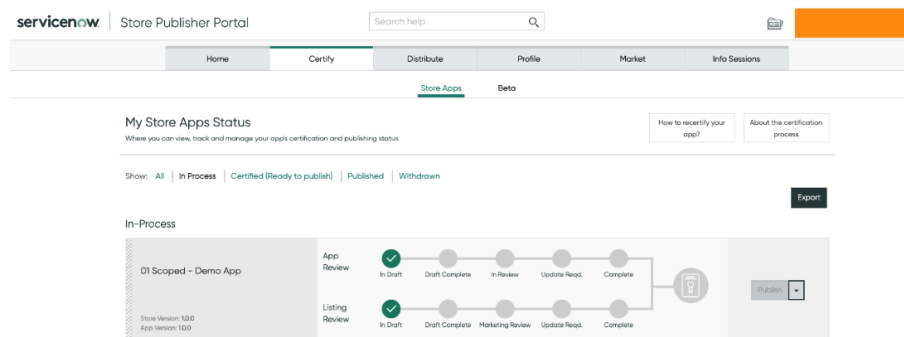 servicenow Store Publisher Portal Search help
Home Certify Distribute Profile Market Info Sessions
Store Apps Beta
My Store Apps Status
Where you can view, track and manage your app's certification and publishing status
How to recertify your app?
About the certification process
Show: All | In Process | Certified (Ready to publish) | Published | Withdrawn
Export
In-Process
01 Scoped - Demo App
Store Version: 1.0.0
App Version: 1.0.0
App Review
In Draft Draft Complete In Review Update Reqd. Complete
Listing Review
In Draft Draft Complete Marketing Review Update Reqd. Complete
Publish